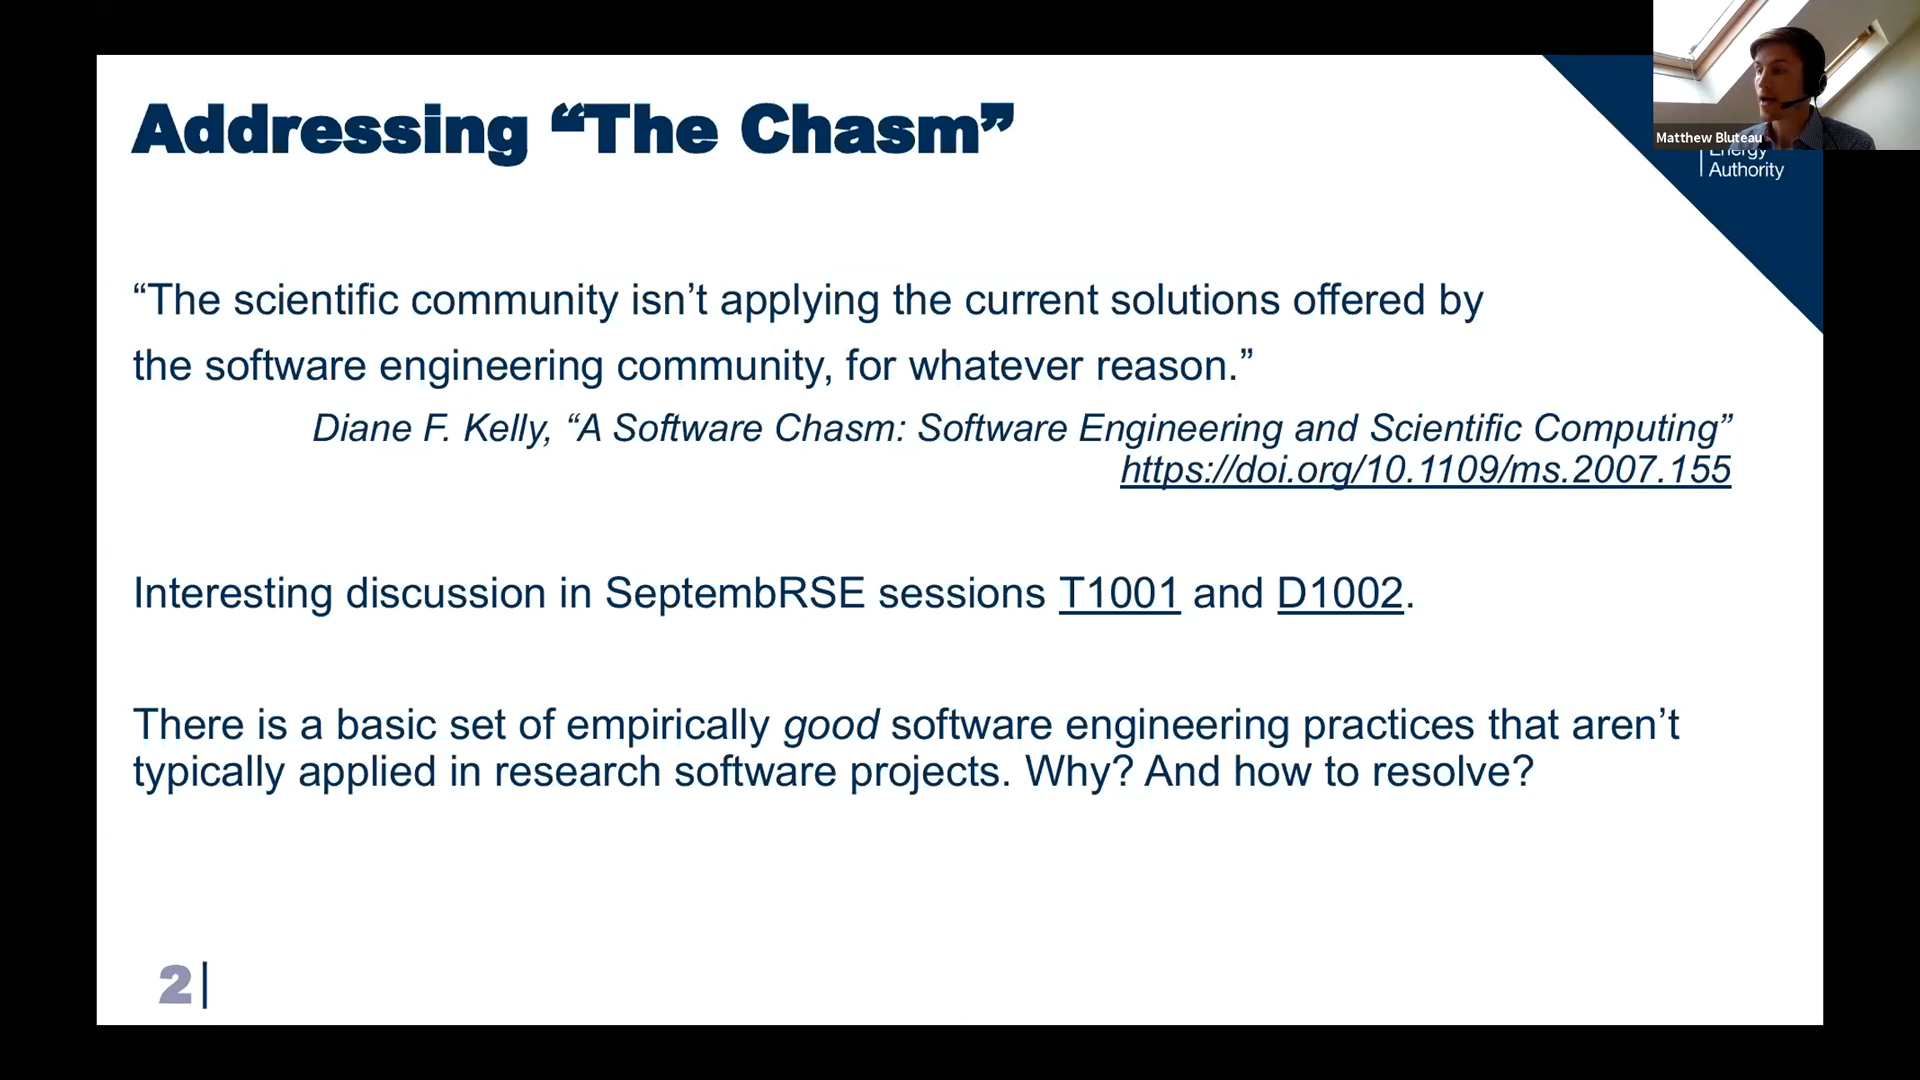 Addressing “The Chasm”
Matthew Bluteau
Energy
Authority
“The scientific community isn’t applying the current solutions offered by
the software engineering community, for whatever reason.”
Diane F. Kelly, “A Software Chasm: Software Engineering and Scientific Computing”
https://doi.org/10.1109/ms.2007.155
Interesting discussion in SeptembRSE sessions T1001 and D1002.
There is a basic set of empirically good software engineering practices that aren’t
typically applied in research software projects. Why? And how to resolve?
2